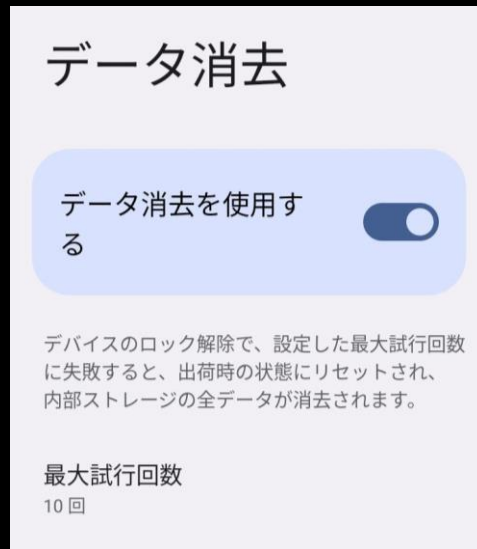 データ消去
データ消去を使用す
る
デバイスのロック解除で、設定した最大試行回数
に失敗すると、出荷時の状態にリセットされ、
内部ストレージの全データが消去されます。
最大試行回数
10 回